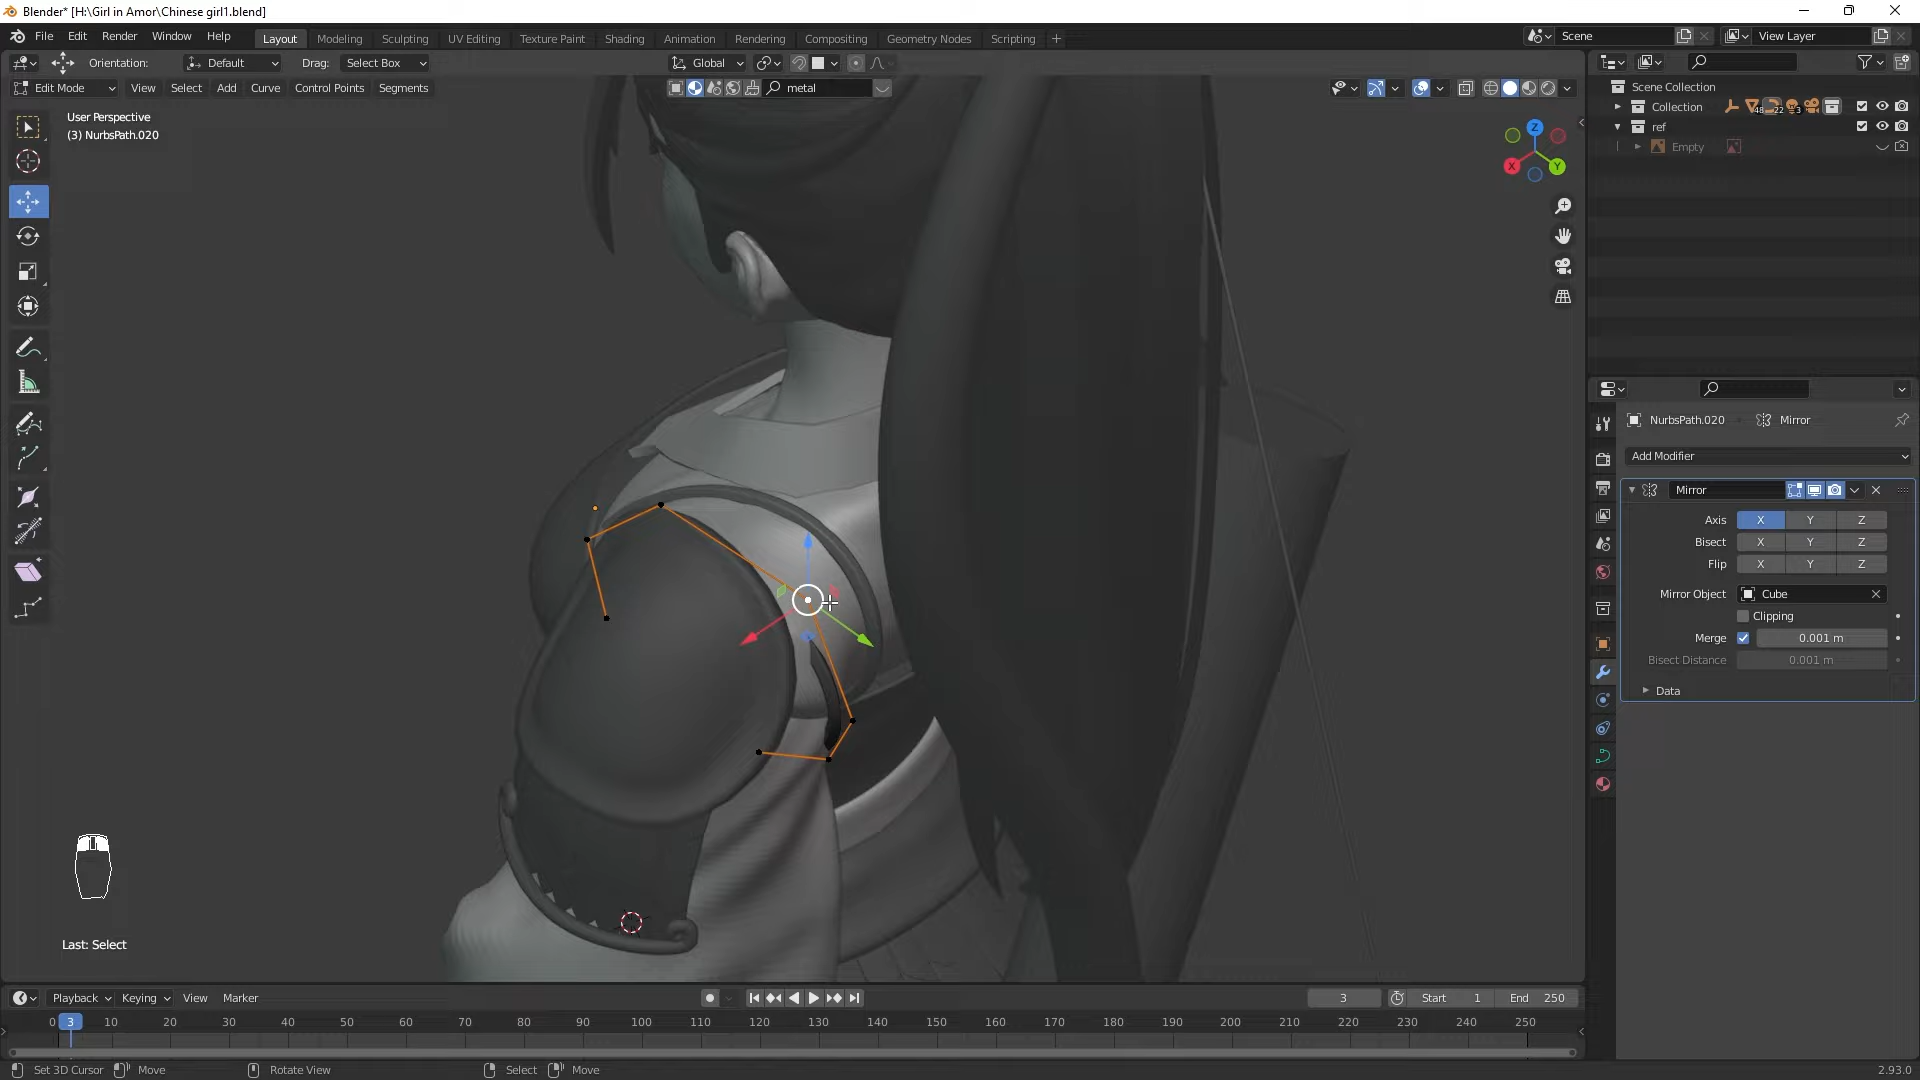 Blender* [H:\Girl in Amor\Chinese girl1.blend]
File Edit Render Window Help Layout Modeling Sculpting UV Editing Texture Paint Shading Animation Rendering Compositing Geometry Nodes Scripting + Scene View Layer
Orientation: Default Drag: Select Box Global
Edit Mode View Select Add Curve Control Points Segments metal
User Perspective
(3) NurbsPath.020
Z
X
Y
Scene Collection
Collection 48 22 3
ref
Empty
NurbsPath.020 Mirror
Add Modifier
Mirror
Axis X Y Z
Bisect X Y Z
Flip X Y Z
Mirror Object Cube
Clipping
Merge 0.001 m
Bisect Distance 0.001 m
Data
Last: Select
Playback Keying View Marker 3 Start 1 End 250
0 3 10 20 30 40 50 60 70 80 90 100 110 120 130 140 150 160 170 180 190 200 210 220 230 240 250
Set 3D Cursor Move Rotate View Select Move 2.93.0